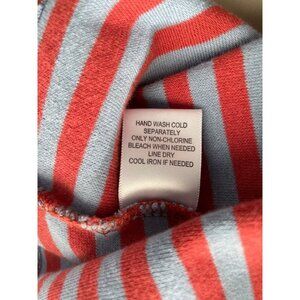 HAND WASH COLD
SEPARATELY
ONLY NON-CHLORINE
BLEACH WHEN NEEDED
LINE DRY
COOL IRON IF NEEDED